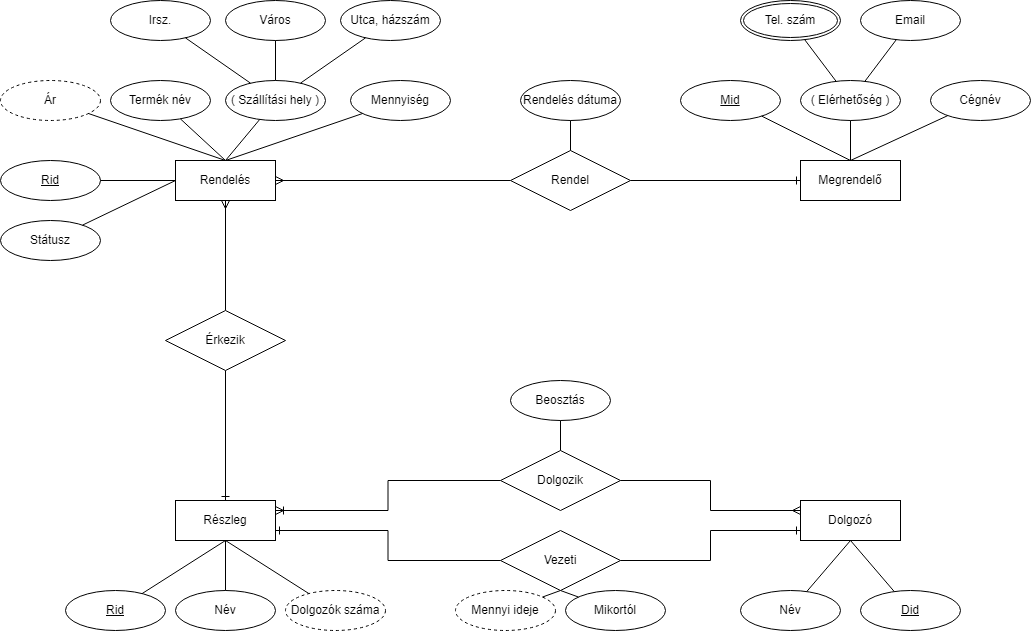 Irsz.
Város
Utca, házszám
Tel. szám
Email
Ár
Termék név
( Szállítási hely )
Mennyiség
Rendelés dátuma
Mid
( Elérhetőség )
Cégnév
Rid
Rendelés
Rendel
Megrendelő
Státusz
Érkezik
Beosztás
Dolgozik
Részleg
Dolgozó
Vezeti
Rid
Név
Dolgozók száma
Mennyi ideje
Mikortól
Név
Did